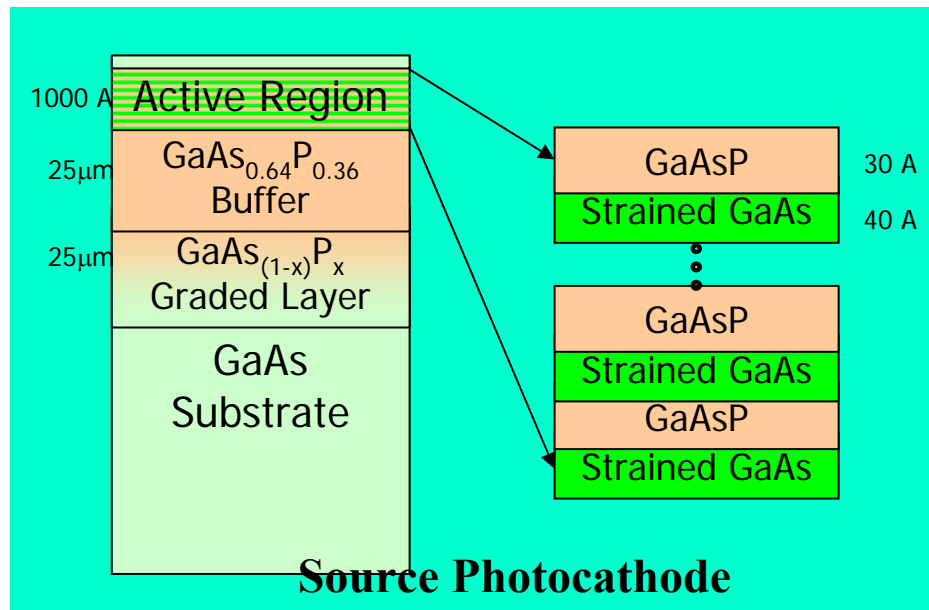 1000 A
Active Region
25μm
GaAs0.64P0.36
Buffer
25μm
GaAs(1-x)Px
Graded Layer
GaAs
Substrate
GaAsP
30 A
Strained GaAs
40 A
GaAsP
Strained GaAs
GaAsP
Strained GaAs
Source Photocathode